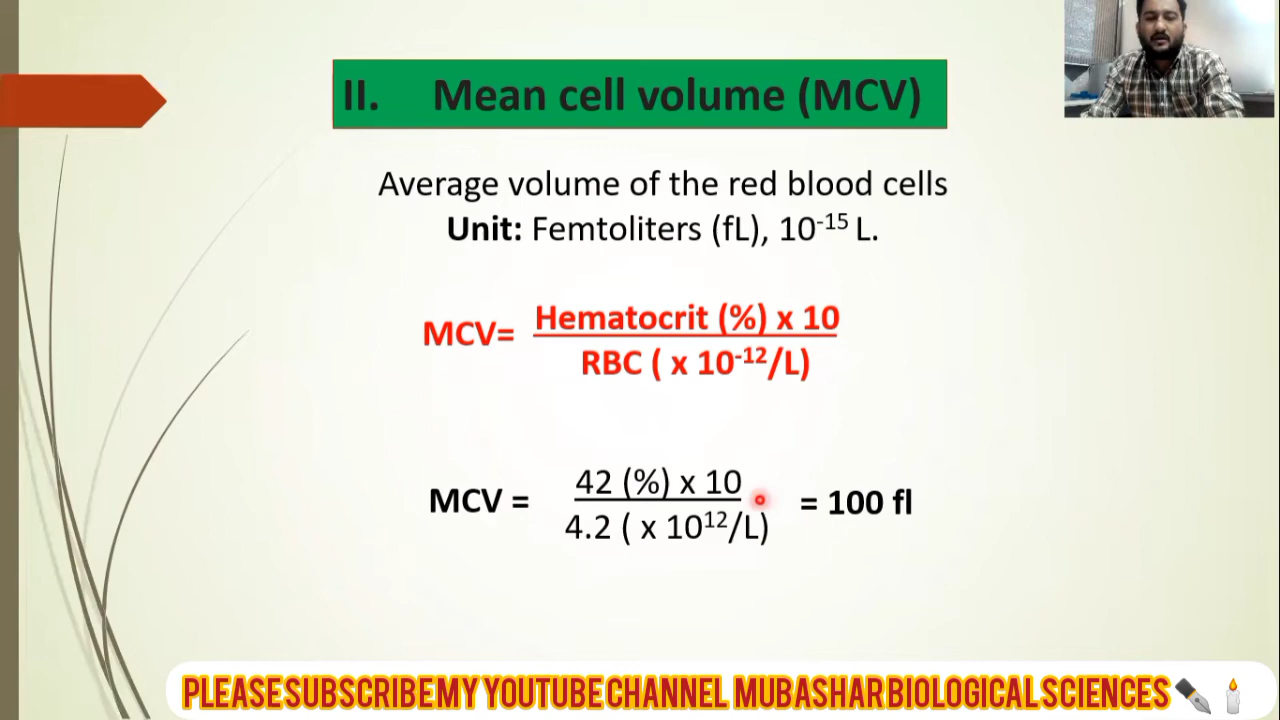 II. Mean cell volume (MCV)
Average volume of the red blood cells
Unit: Femtoliters (fL), 10⁻¹⁵ L.
MCV= Hematocrit (%) x 10
RBC ( x 10⁻¹²/L)
MCV = 42 (%) x 10 = 100 fl
4.2 ( x 10¹²/L)
PLEASE SUBSCRIBE MY YOUTUBE CHANNEL MUBASHAR BIOLOGICAL SCIENCES